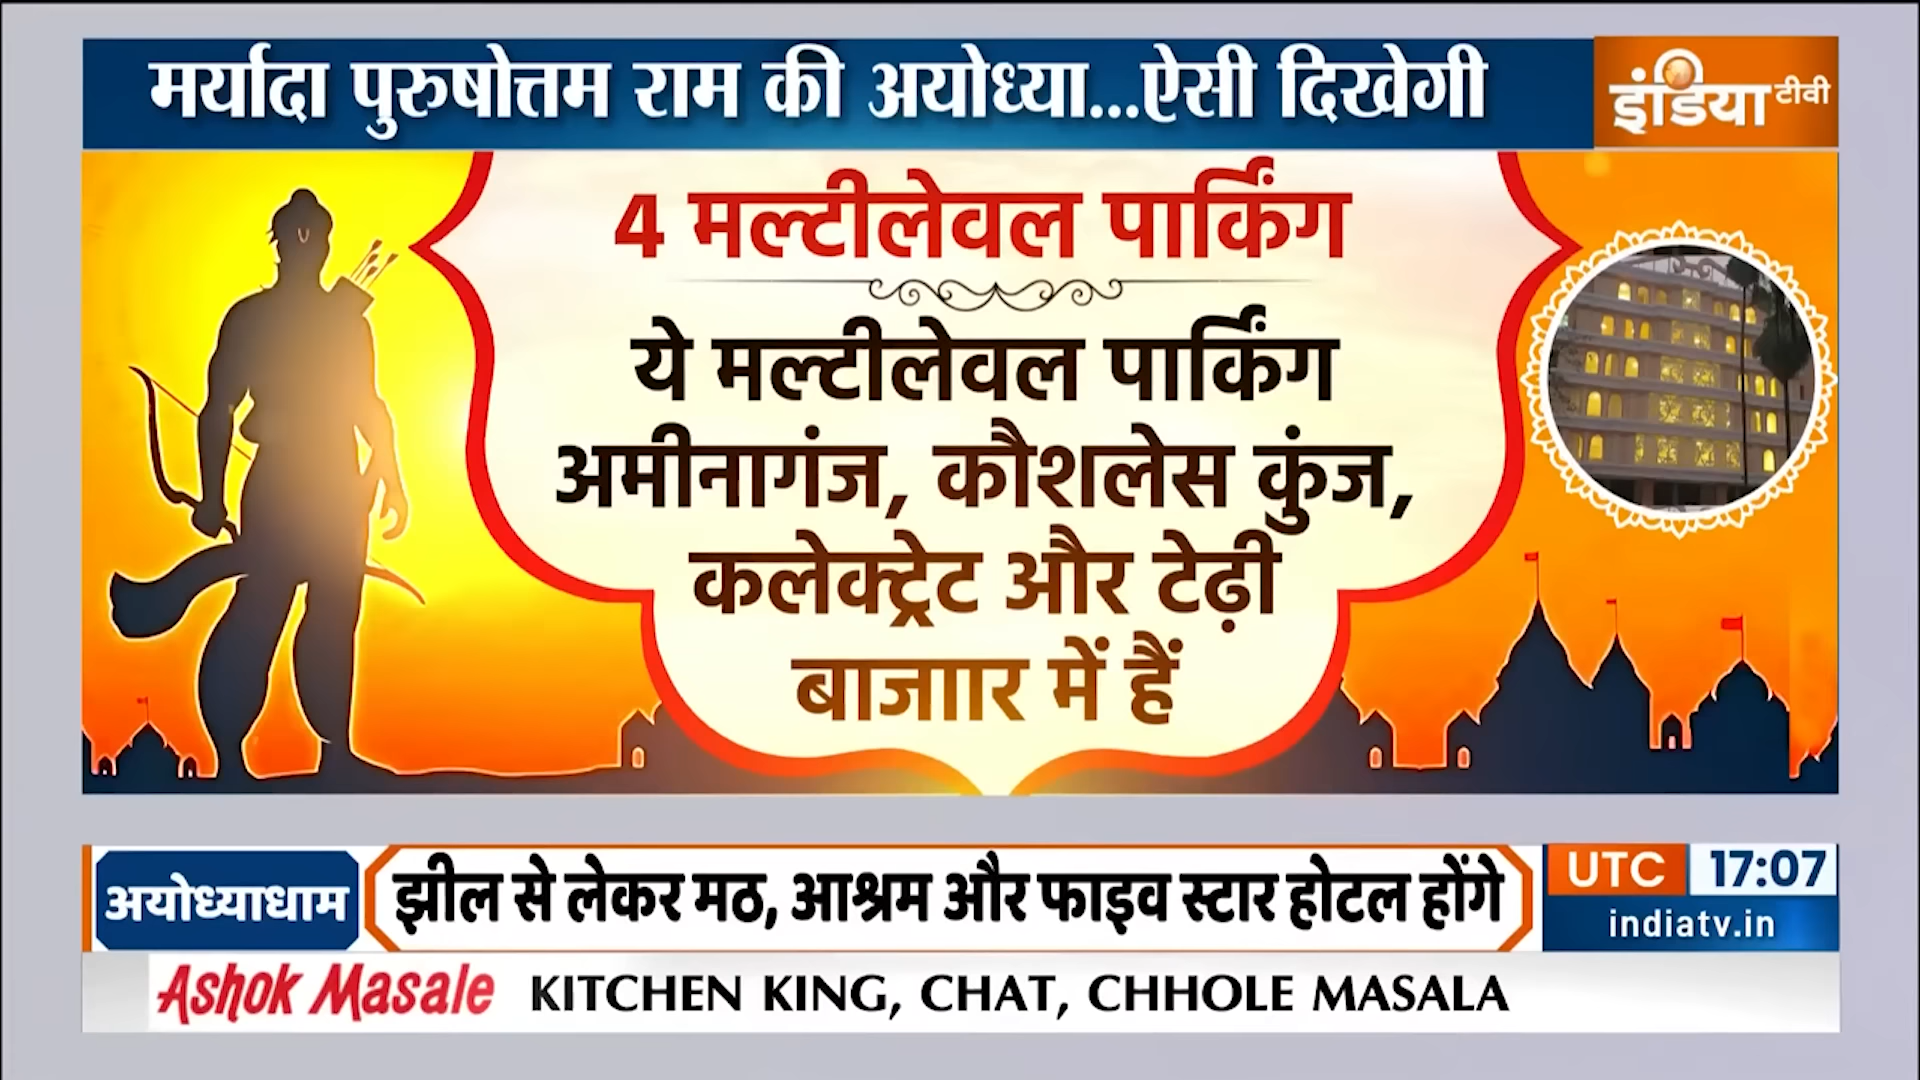 मर्यादा पुरुषोत्तम राम की अयोध्या...ऐसी दिखेगी
इंडिया टीवी
4 मल्टीलेवल पार्किंग
ये मल्टीलेवल पार्किंग
अमीनागंज, कौशलेस कुंज,
कलेक्ट्रेट और टेढ़ी
बाजाार में हैं
अयोध्याधाम
झील से लेकर मठ, आश्रम और फाइव स्टार होटल होंगे
UTC 17:07
indiatv.in
Ashok Masale KITCHEN KING, CHAT, CHHOLE MASALA